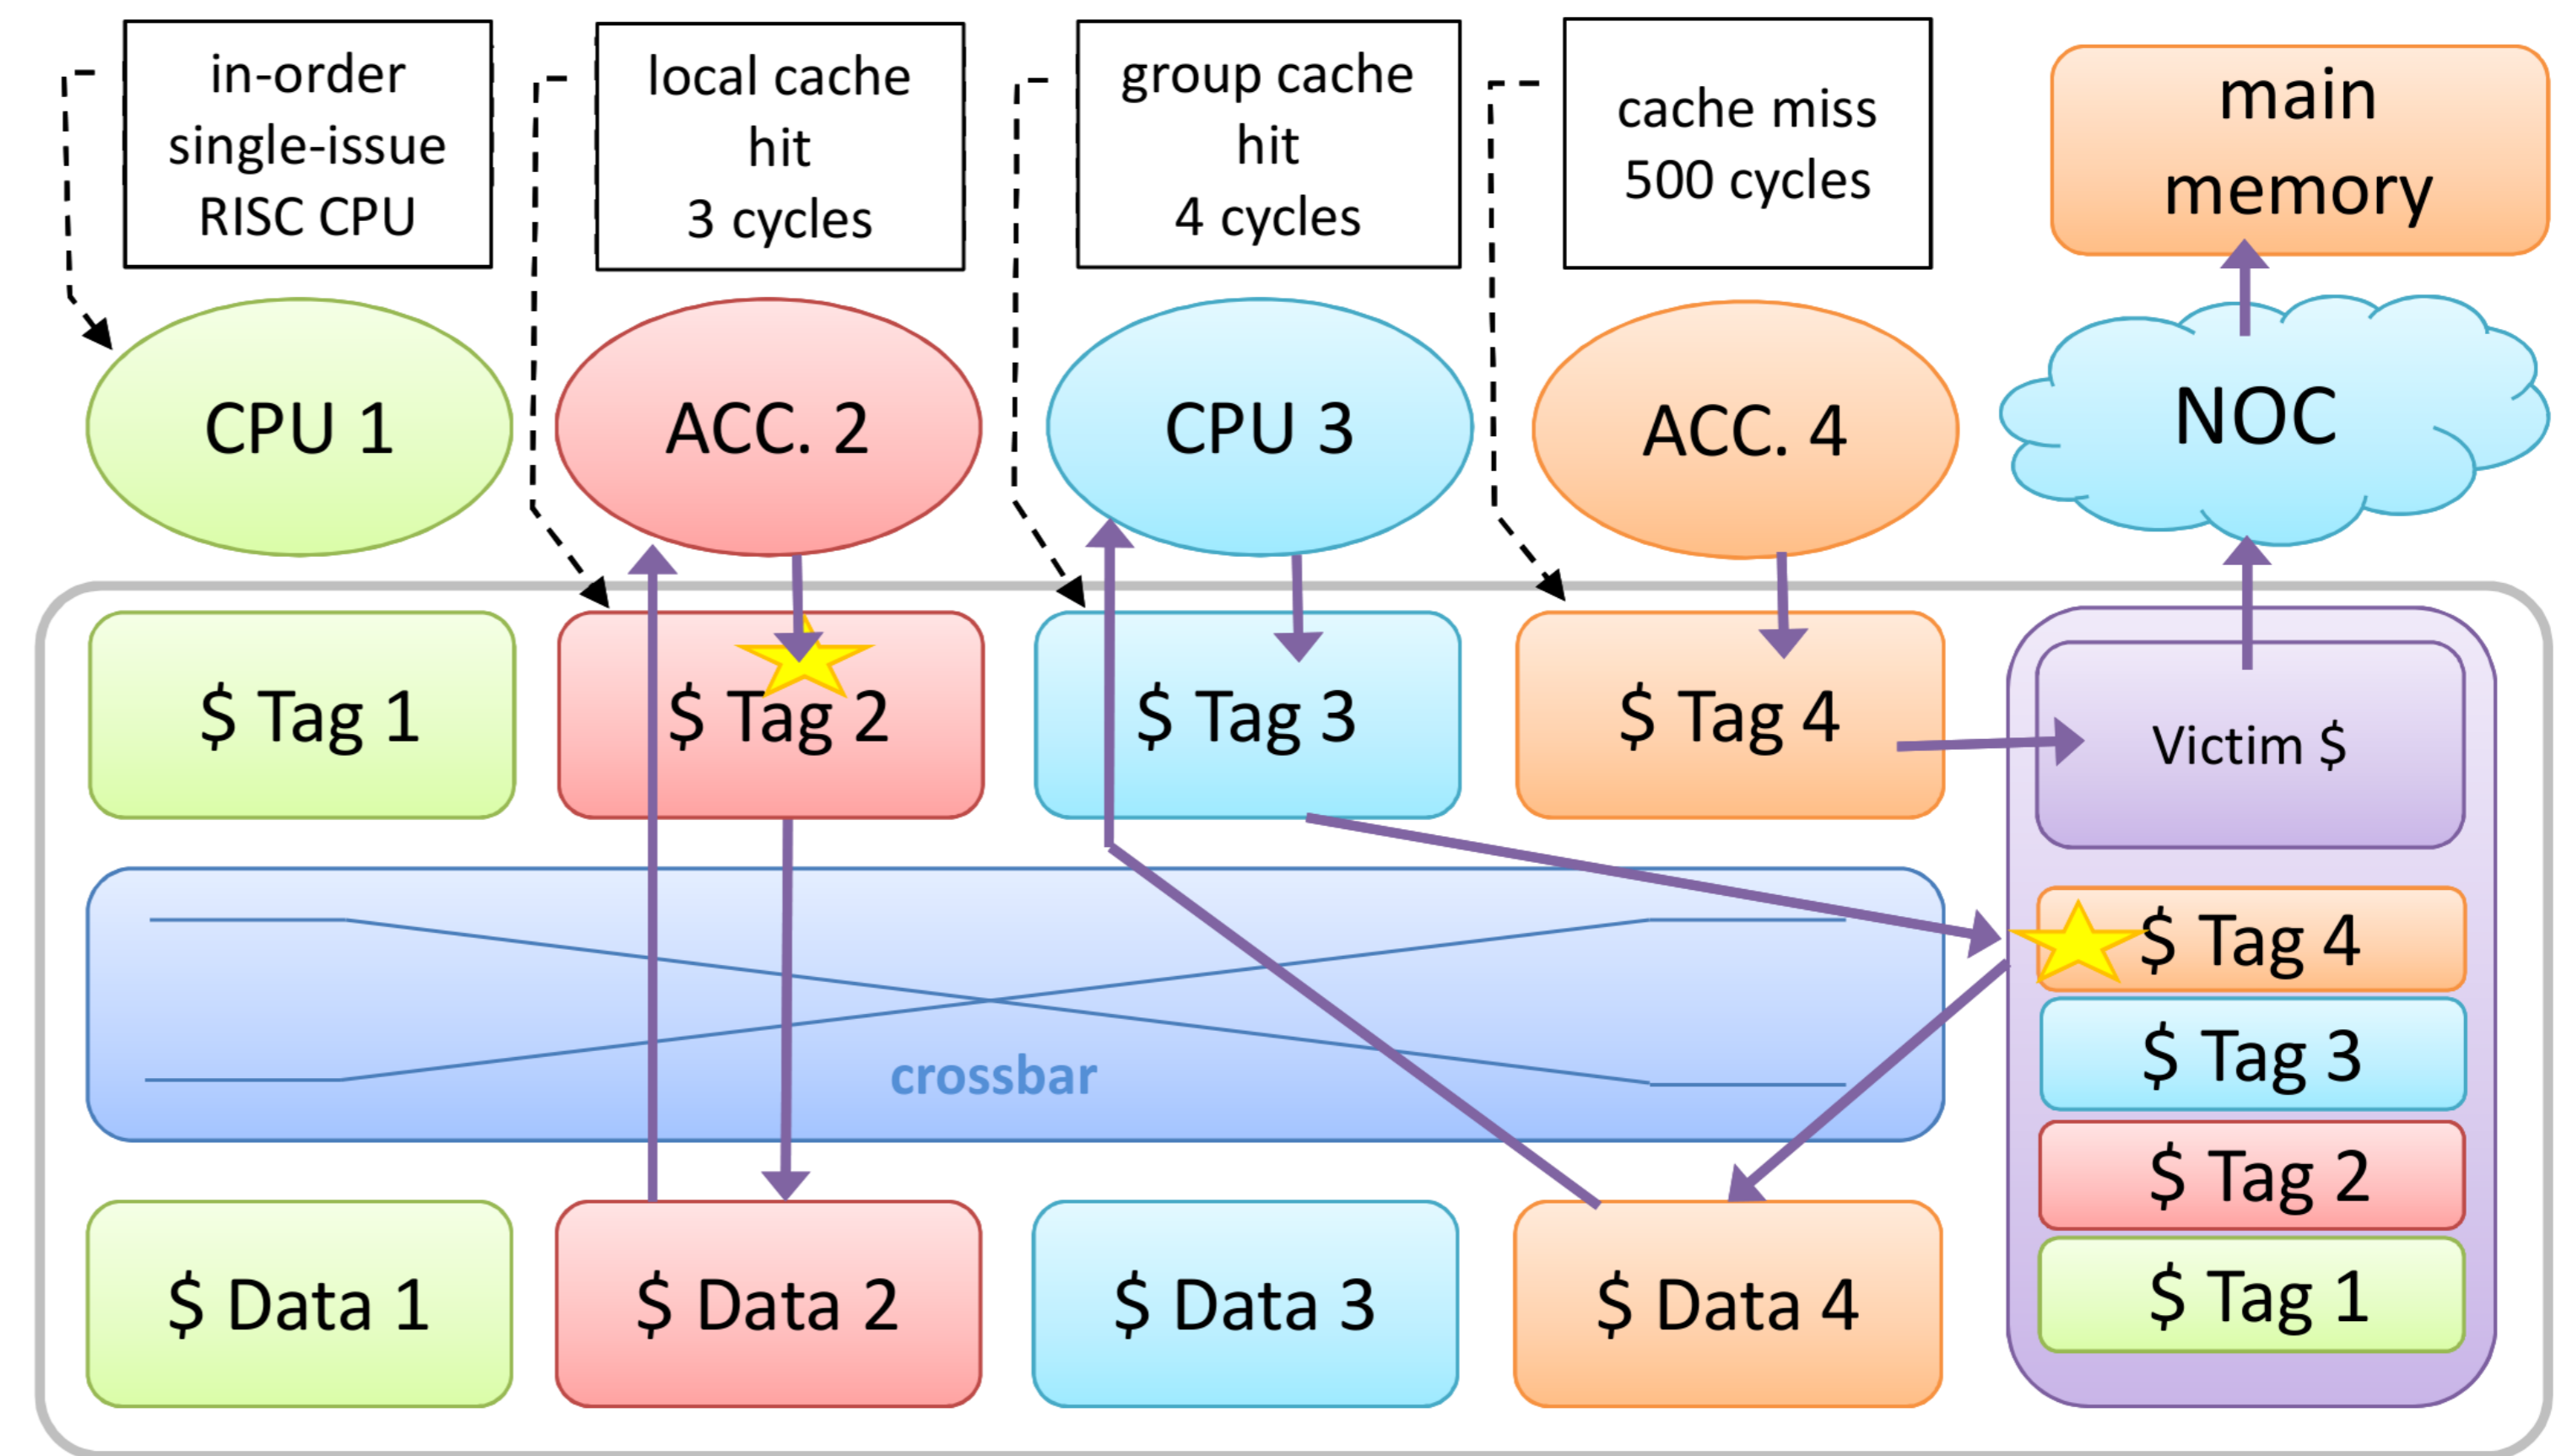 in-order
single-issue
RISC CPU
local cache
hit
3 cycles
group cache
hit
4 cycles
cache miss
500 cycles
main
memory
CPU 1
ACC. 2
CPU 3
ACC. 4
NOC
$ Tag 1
$ Tag 2
$ Tag 3
$ Tag 4
Victim $
crossbar
$ Tag 4
$ Tag 3
$ Tag 2
$ Tag 1
$ Data 1
$ Data 2
$ Data 3
$ Data 4